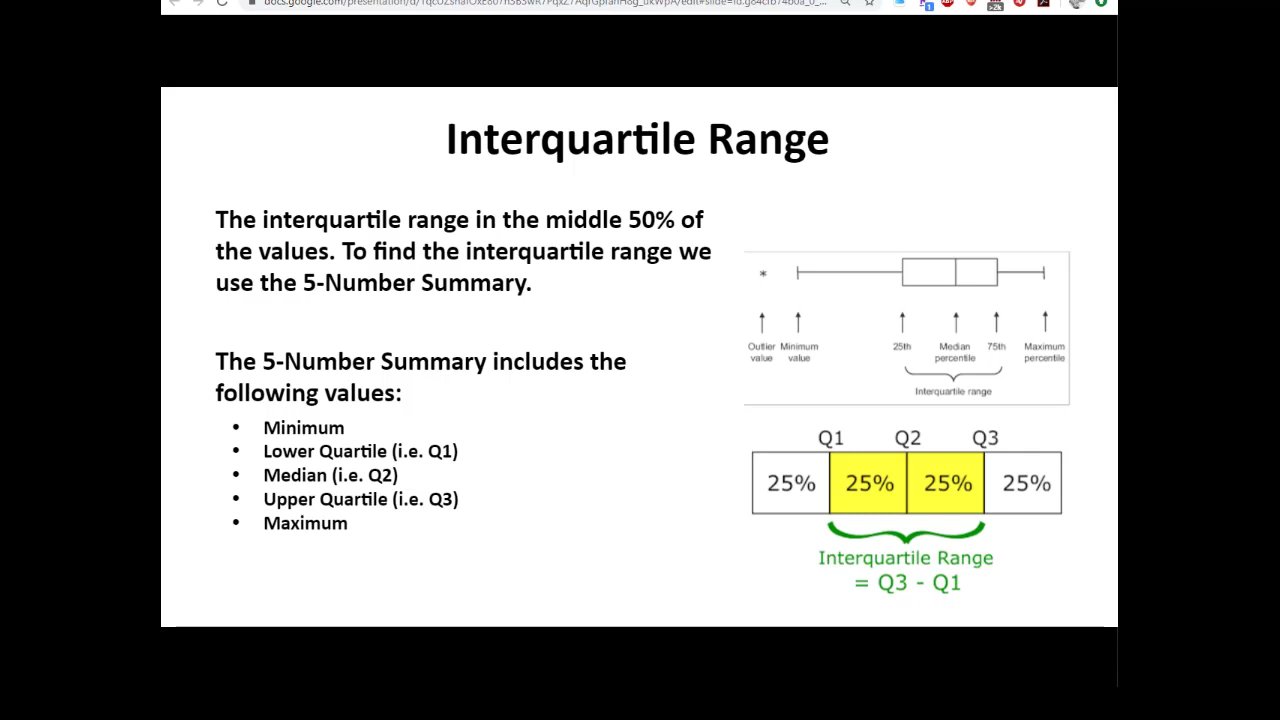 Interquartile Range
The interquartile range in the middle 50% of
the values. To find the interquartile range we
use the 5-Number Summary.
The 5-Number Summary includes the
following values:
• Minimum
• Lower Quartile (i.e. Q1)
• Median (i.e. Q2)
• Upper Quartile (i.e. Q3)
• Maximum
*
Outlier value
Minimum value
25th
Median percentile
75th
Maximum percentile
Interquartile range
Q1 Q2 Q3
25% 25% 25% 25%
Interquartile Range
= Q3 - Q1